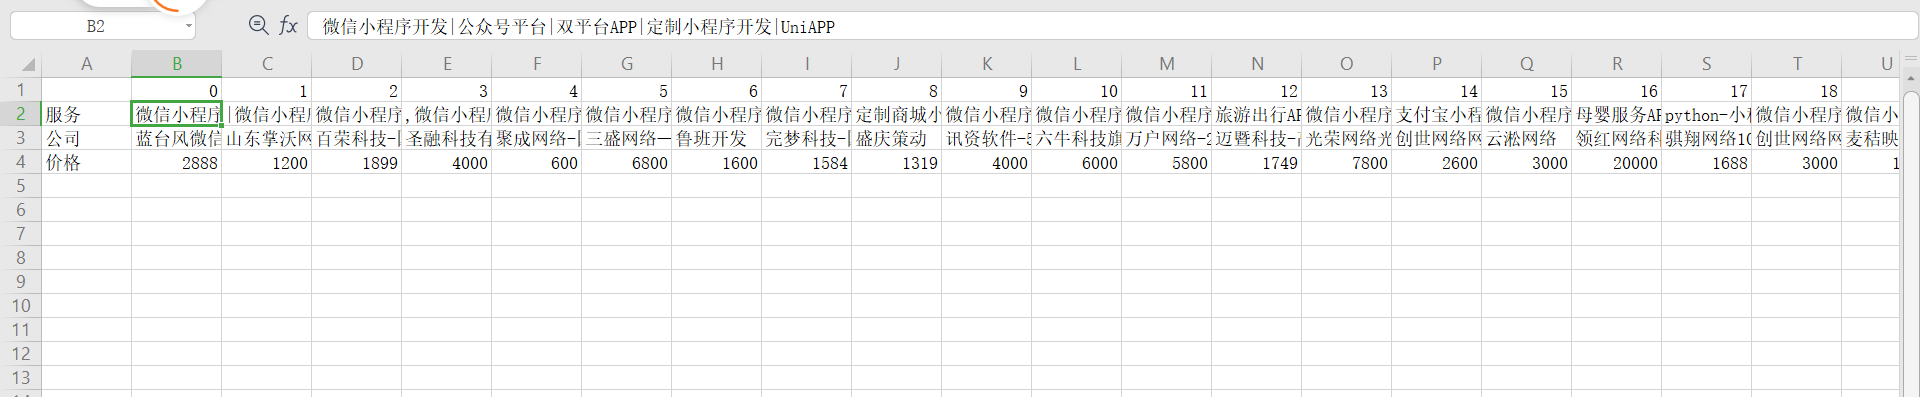 B2 fx 微信小程序开发|公众号平台|双平台APP|定制小程序开发|UniAPP
A B C D E F G H I J K L M N O P Q R S T U
1 0 1 2 3 4 5 6 7 8 9 10 11 12 13 14 15 16 17 18
2 服务 微信小程序 |微信小程 微信小程序 ,微信小程 微信小程序 微信小程序 微信小程序 微信小程序 定制商城小 微信小程序 微信小程序 微信小程序 旅游出行AP 微信小程序 支付宝小程 微信小程序 母婴服务AP python-小程 微信小程序 微信小
3 公司 蓝台风微信 山东掌沃网 百荣科技- 圣融科技有 聚成网络- 三盛网络一 鲁班开发 完梦科技- 盛庆策动 讯资软件-5 六牛科技旗 万户网络-2 迈暨科技- 光荣网络光 创世网络网 云淞网络 领红网络科 骐翔网络10 创世网络网 麦秸映
4 价格 2888 1200 1899 4000 600 6800 1600 1584 1319 4000 6000 5800 1749 7800 2600 3000 20000 1688 3000 1
5
6
7
8
9
10
11
12
13